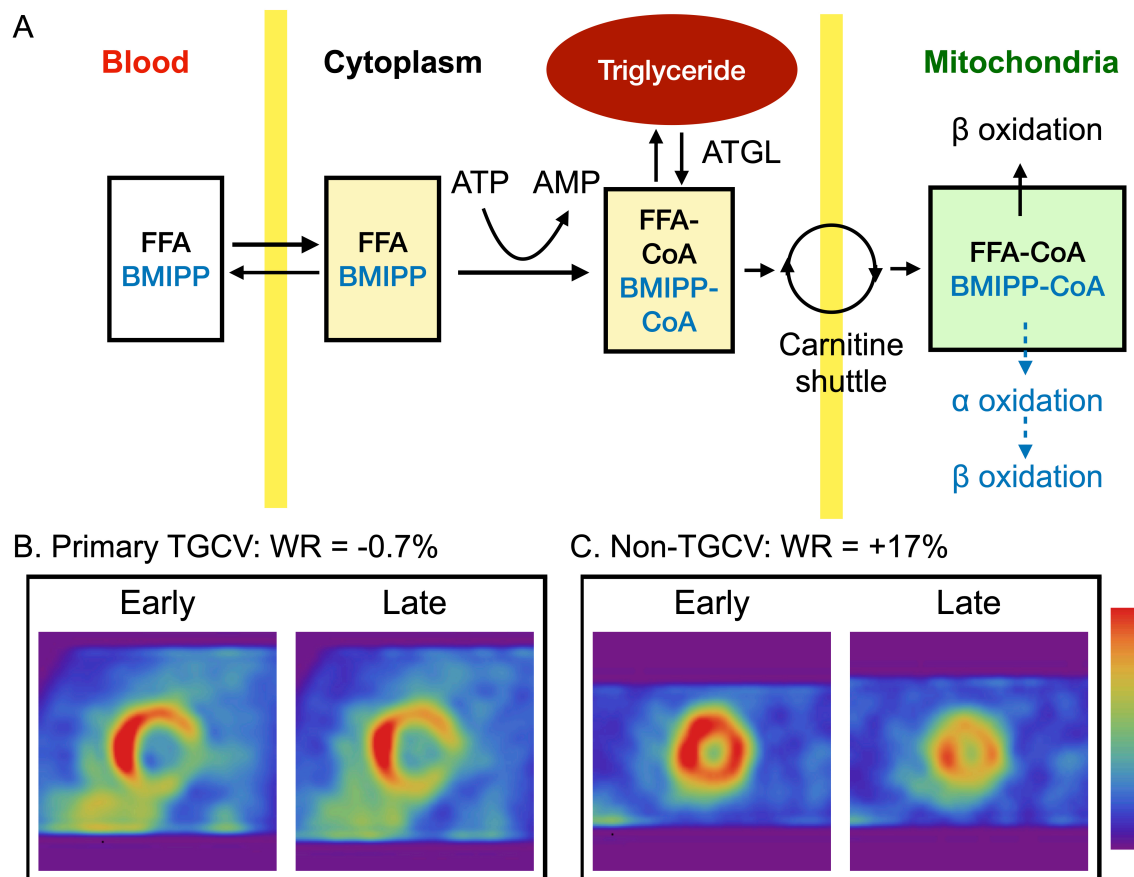 A
Blood
Cytoplasm
Triglyceride
Mitochondria
β oxidation
ATGL
ATP
AMP
FFA
BMIPP
FFA
BMIPP
FFA-
CoA
BMIPP-
CoA
FFA-CoA
BMIPP-CoA
Carnitine
shuttle
α oxidation
β oxidation
B. Primary TGCV: WR = -0.7%
Early
Late
C. Non-TGCV: WR = +17%
Early
Late